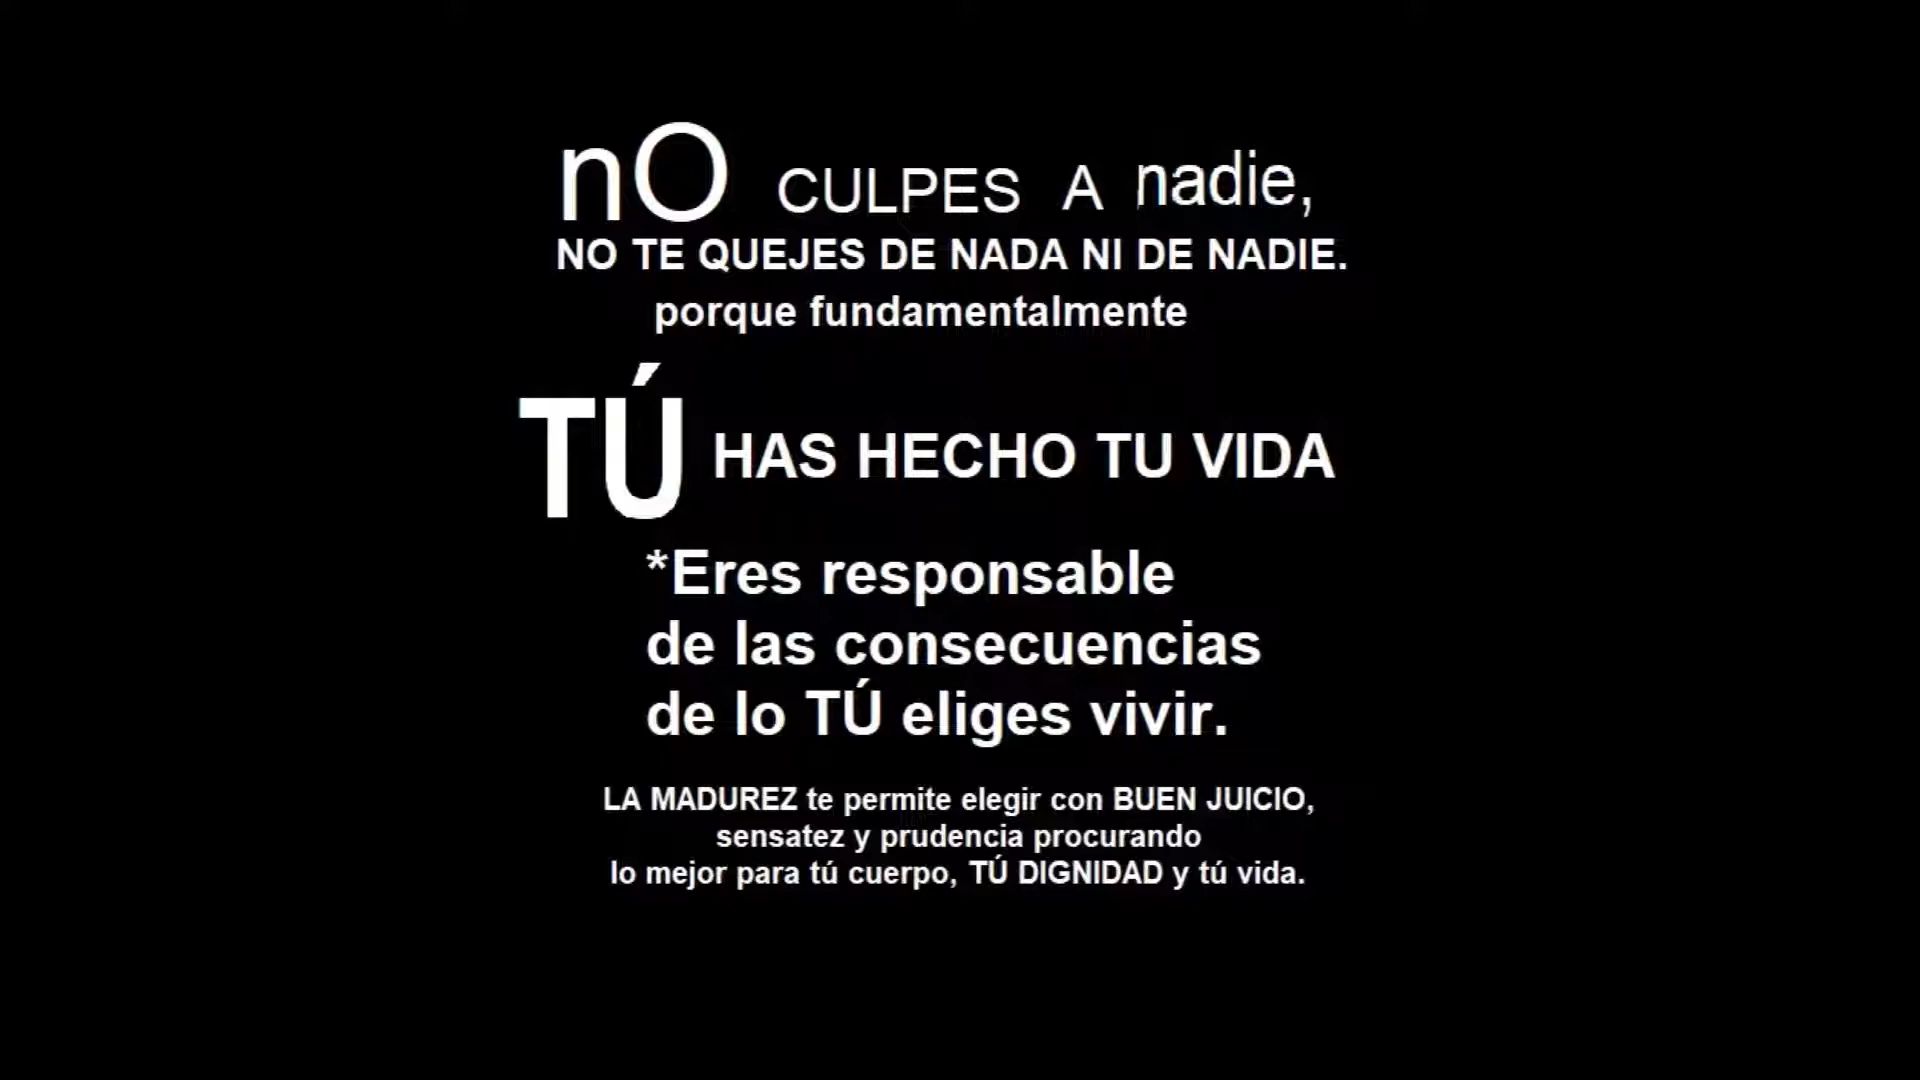 nO CULPES A nadie,
NO TE QUEJES DE NADA NI DE NADIE.
porque fundamentalmente
TÚ HAS HECHO TU VIDA
*Eres responsable
de las consecuencias
de lo TÚ eliges vivir.
LA MADUREZ te permite elegir con BUEN JUICIO,
sensatez y prudencia procurando
lo mejor para tú cuerpo, TÚ DIGNIDAD y tú vida.